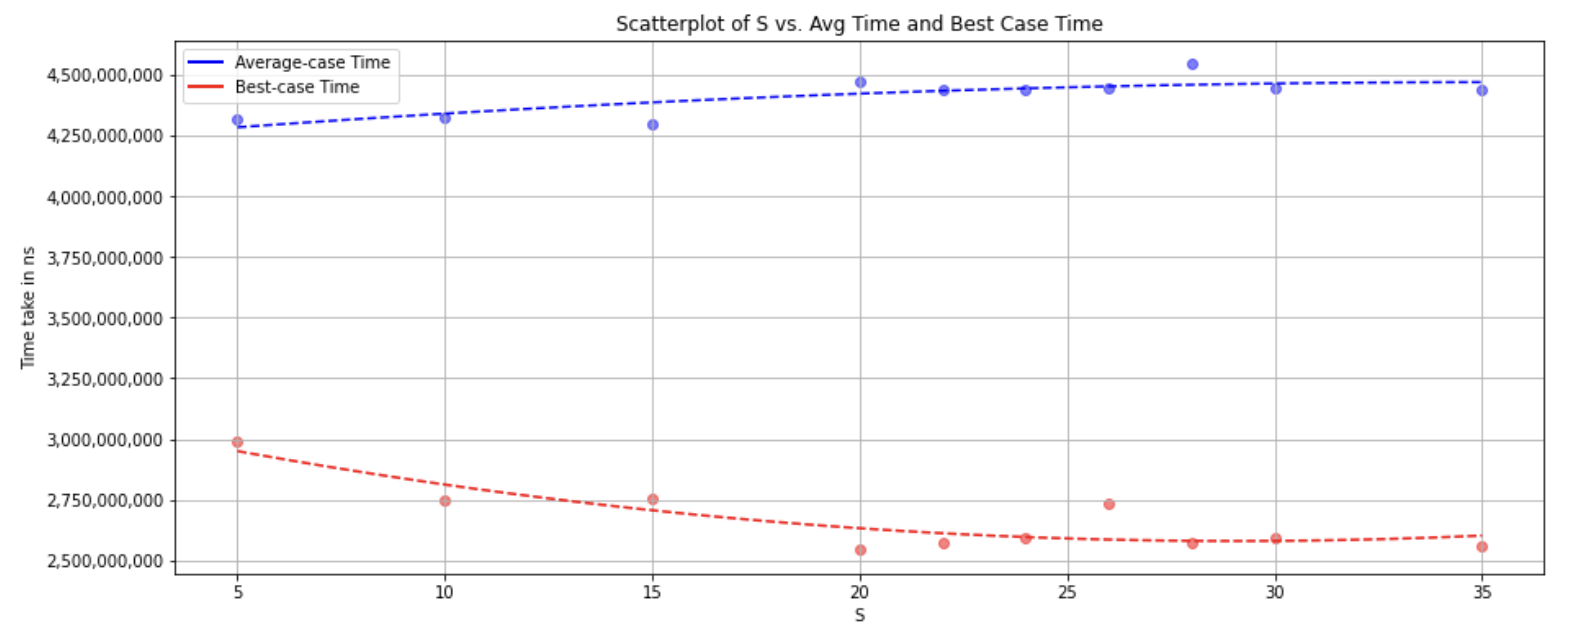 Scatterplot of S vs. Avg Time and Best Case Time
Average-case Time
Best-case Time
Time take in ns
4,500,000,000
4,250,000,000
4,000,000,000
3,750,000,000
3,500,000,000
3,250,000,000
3,000,000,000
2,750,000,000
2,500,000,000
5 10 15 20 25 30 35
S